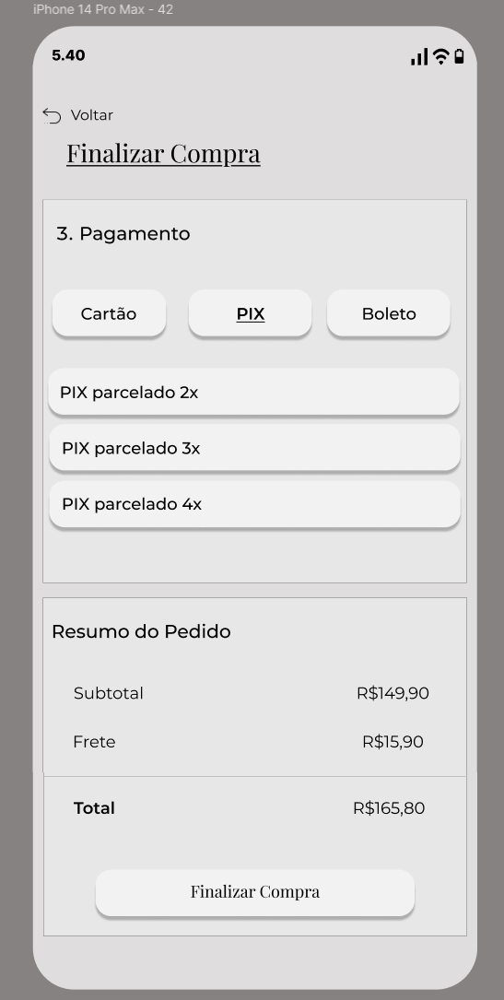 iPhone 14 Pro Max - 42
5.40
Voltar
Finalizar Compra
3. Pagamento
Cartão PIX Boleto
PIX parcelado 2x
PIX parcelado 3x
PIX parcelado 4x
Resumo do Pedido
Subtotal R$149,90
Frete R$15,90
Total R$165,80
Finalizar Compra